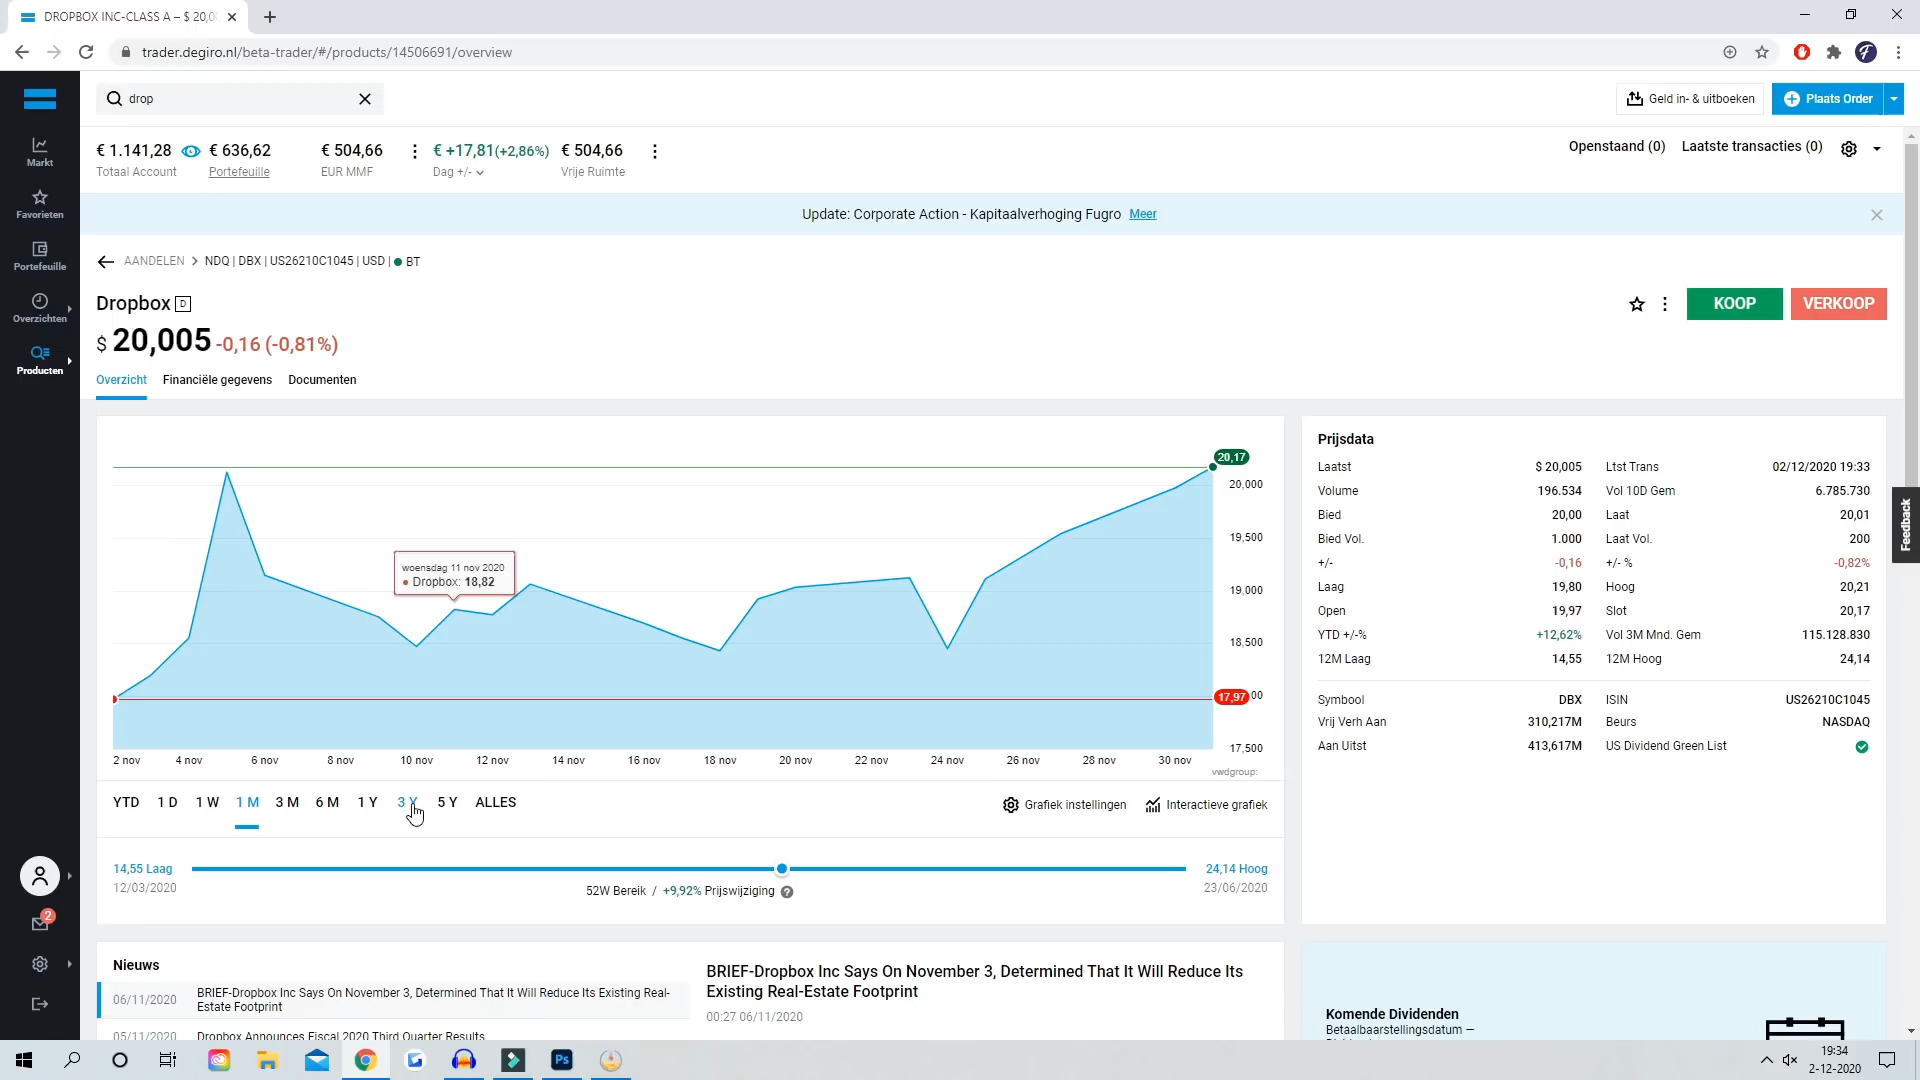 DROPBOX INC-CLASS A – $ 20,0
trader.degiro.nl/beta-trader/#/products/14506691/overview
drop
Geld in- & uitboeken
Plaats Order
€ 1.141,28
€ 636,62
€ 504,66
€ +17,81(+2,86%)
€ 504,66
Totaal Account
Portefeuille
EUR MMF
Dag +/-
Vrije Ruimte
Openstaand (0)
Laatste transacties (0)
Markt
Favorieten
Portefeuille
Overzichten
Producten
2
Update: Corporate Action - Kapitaalverhoging Fugro Meer
AANDELEN > NDQ | DBX | US26210C1045 | USD | BT
Dropbox D
KOOP
VERKOOP
$ 20,005 -0,16 (-0,81%)
Overzicht
Financiële gegevens
Documenten
20,17
20,000
19,500
19,000
18,500
17,97
00
17,500
woensdag 11 nov 2020
Dropbox: 18,82
2 nov
4 nov
6 nov
8 nov
10 nov
12 nov
14 nov
16 nov
18 nov
20 nov
22 nov
24 nov
26 nov
28 nov
30 nov
vwdgroup:
YTD
1 D
1 W
1 M
3 M
6 M
1 Y
3 Y
5 Y
ALLES
Grafiek instellingen
Interactieve grafiek
14,55 Laag
24,14 Hoog
12/03/2020
52W Bereik / +9,92% Prijswijziging ?
23/06/2020
Prijsdata
Laatst $ 20,005 Ltst Trans 02/12/2020 19:33
Volume 196.534 Vol 10D Gem 6.785.730
Bied 20,00 Laat 20,01
Bied Vol. 1.000 Laat Vol. 200
+/- -0,16 +/- % -0,82%
Laag 19,80 Hoog 20,21
Open 19,97 Slot 20,17
YTD +/-% +12,62% Vol 3M Mnd. Gem 115.128.830
12M Laag 14,55 12M Hoog 24,14
Symbool DBX ISIN US26210C1045
Vrij Verh Aan 310,217M Beurs NASDAQ
Aan Uitst 413,617M US Dividend Green List
Feedback
Nieuws
06/11/2020 BRIEF-Dropbox Inc Says On November 3, Determined That It Will Reduce Its Existing Real-
Estate Footprint
05/11/2020 Dropbox Announces Fiscal 2020 Third Quarter Results
BRIEF-Dropbox Inc Says On November 3, Determined That It Will Reduce Its
Existing Real-Estate Footprint
00:27 06/11/2020
Komende Dividenden
Betaalbaarstellingsdatum —
Ps
19:34
2-12-2020